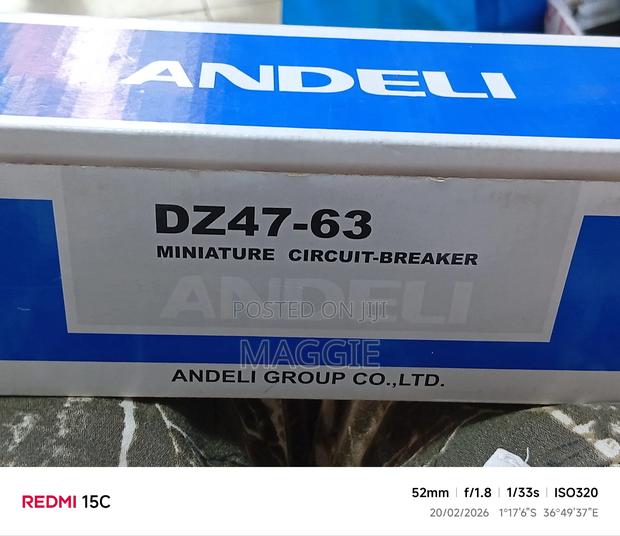 ANDELI
DZ47-63
MINIATURE CIRCUIT-BREAKER
ANDELI
POSTED ON JIJI
MAGGIE
ANDELI GROUP CO.,LTD.
REDMI 15C
52mm | f/1.8 | 1/33s | ISO320
20/02/2026 1°17'6"S 36°49'37"E